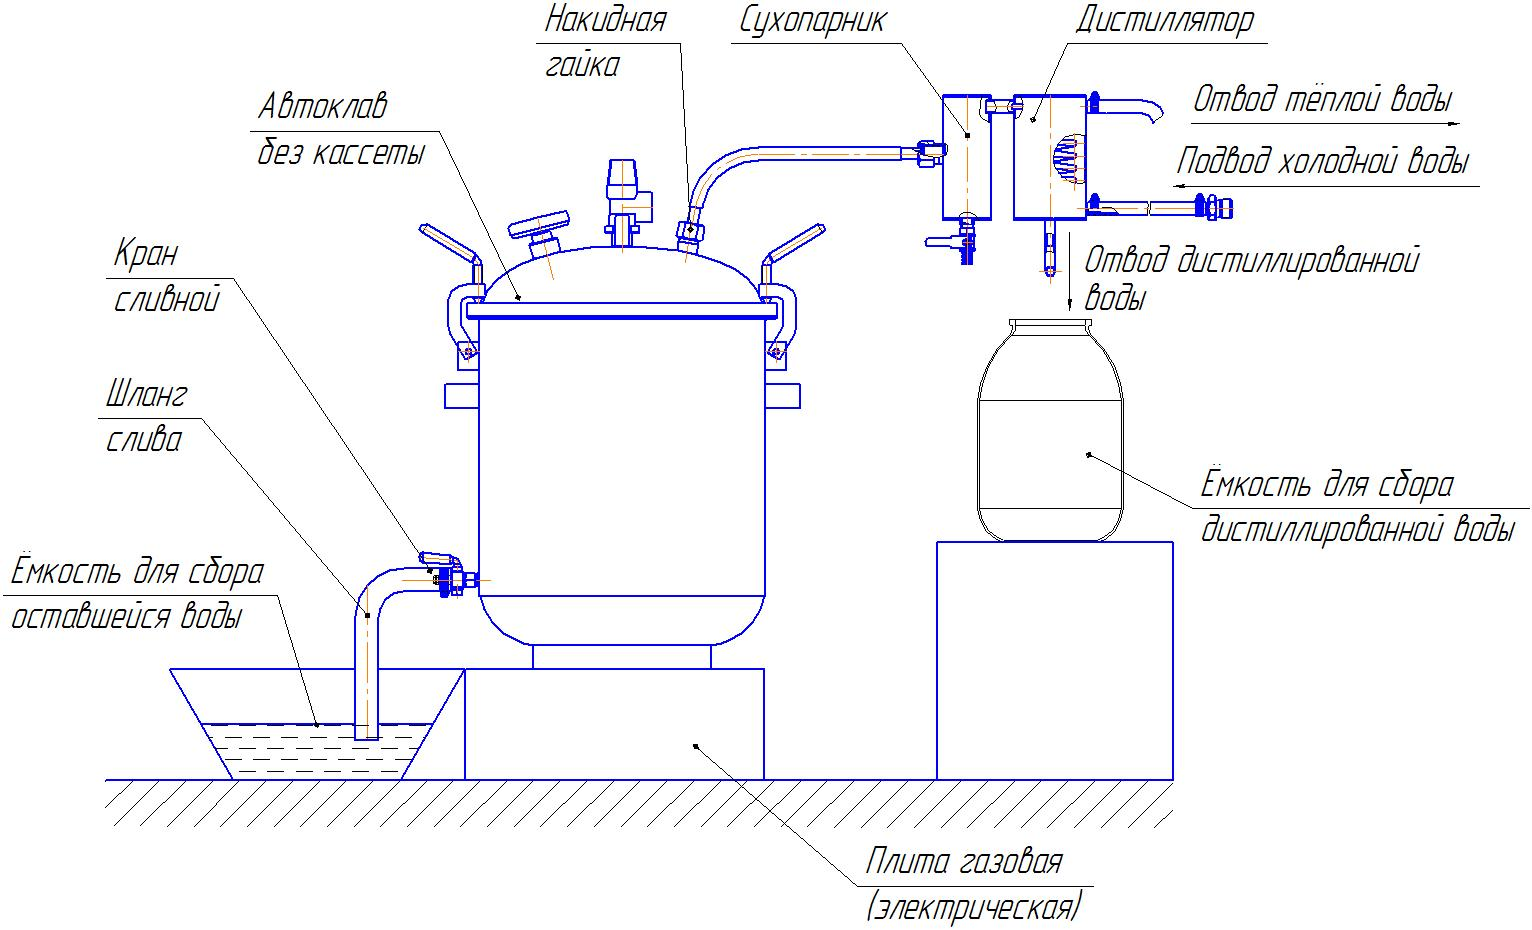 Накидная
гайка
Сухопарник
Дистиллятор
Автоклав
без кассеты
Отвод тёплой воды
Подвод холодной воды
Кран
сливной
Отвод дистиллированной
воды
Шланг
слива
Ёмкость для сбора
дистиллированной воды
Ёмкость для сбора
оставшейся воды
Плита газовая
(электрическая)